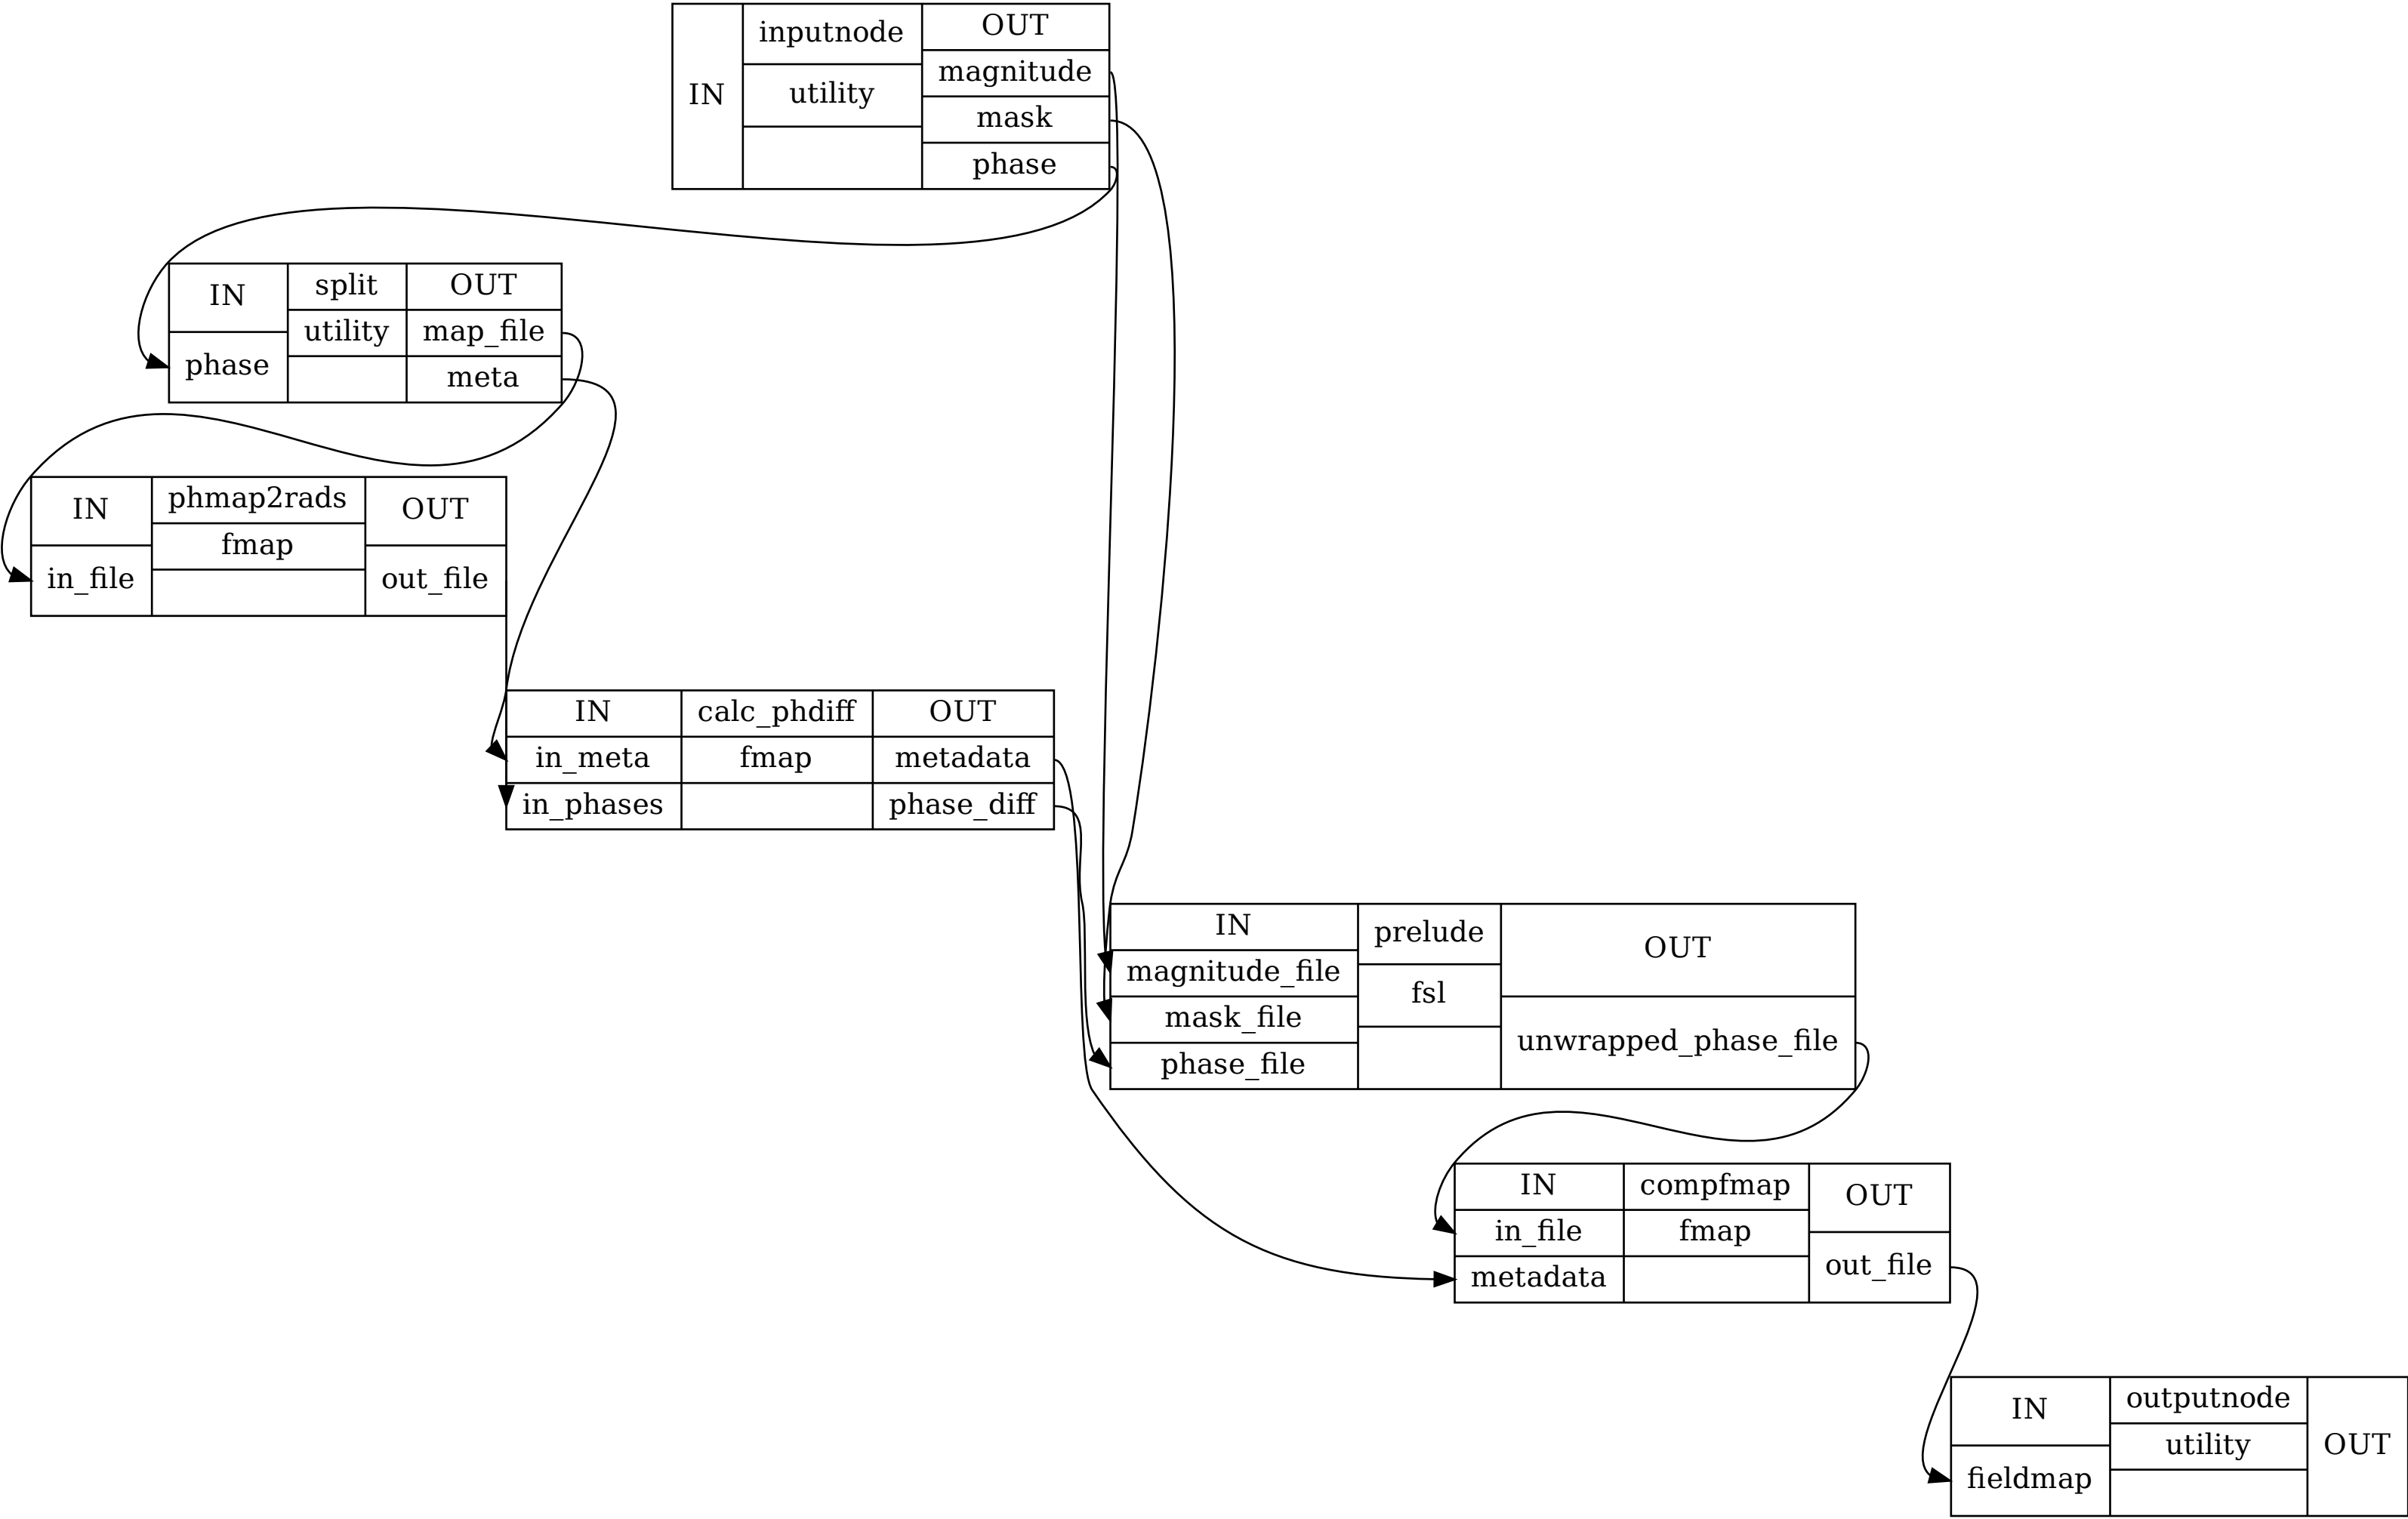 IN
inputnode
utility
OUT
magnitude
mask
phase
IN
phase
split
utility
OUT
map_file
meta
IN
in_file
phmap2rads
fmap
OUT
out_file
IN
in_meta
in_phases
calc_phdiff
fmap
OUT
metadata
phase_diff
IN
magnitude_file
mask_file
phase_file
prelude
fsl
OUT
unwrapped_phase_file
IN
in_file
metadata
compfmap
fmap
OUT
out_file
IN
fieldmap
outputnode
utility
OUT